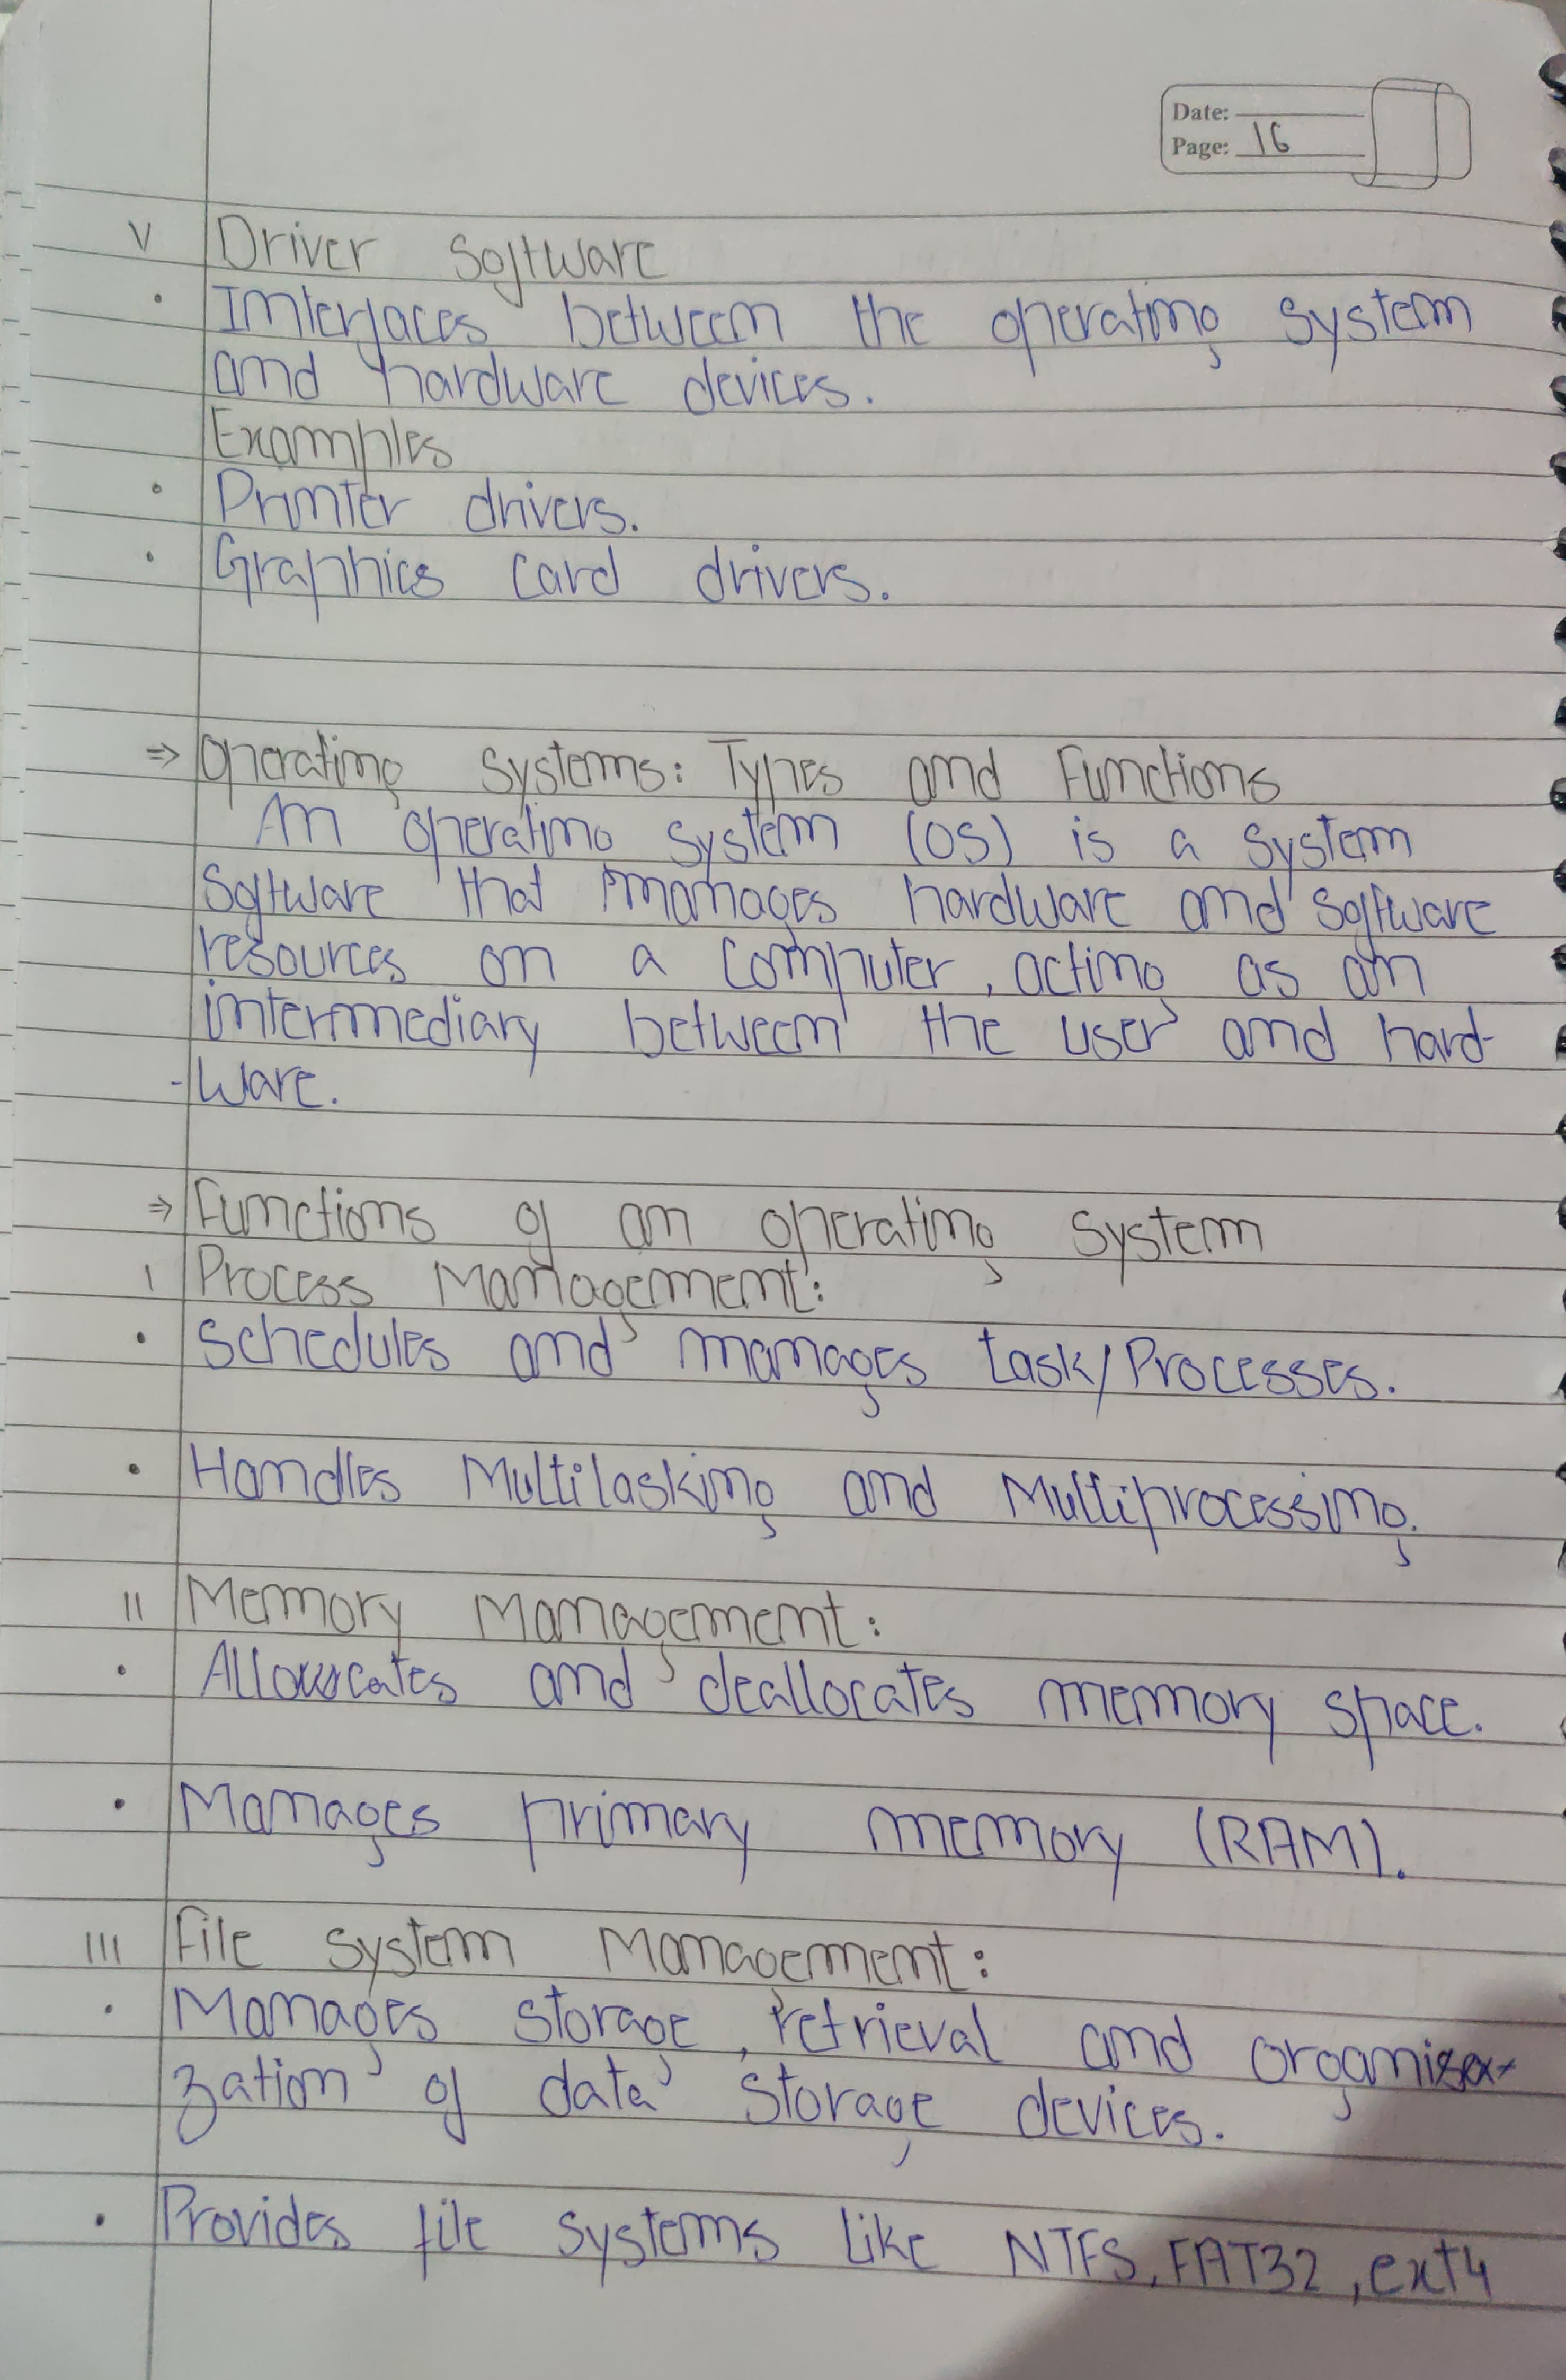 Date:
Page: 16
V Driver Software
• Interfaces between the operating system
and hardware devices.
Examples
• Printer drivers.
• Graphics Card drivers.
⇒ Operating Systems: Types and Functions
An operating system (OS) is a system
Software that manages hardware and software
resources on a computer, acting as an
intermediary between the user and hard-
-ware.
⇒ Functions of an operating system
I Process Management:
• Schedules and manages task/Processes.
• Handles Multitasking and Multiprocessing.
II Memory Management:
• Allocates and deallocates memory space.
• Manages primary memory (RAM).
III File System Management:
• Manages storage, retrieval and organi
zation of data storage devices.
• Provides file systems like NTFS, FAT32, ext4